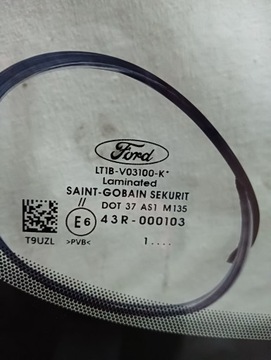 Ford
LT1B-V03100-K*
Laminated
SAINT-GOBAIN SEKURIT
//
DOT 37 AS1 M135
E6
43R-000103
T9UZL
>PVB<
1....